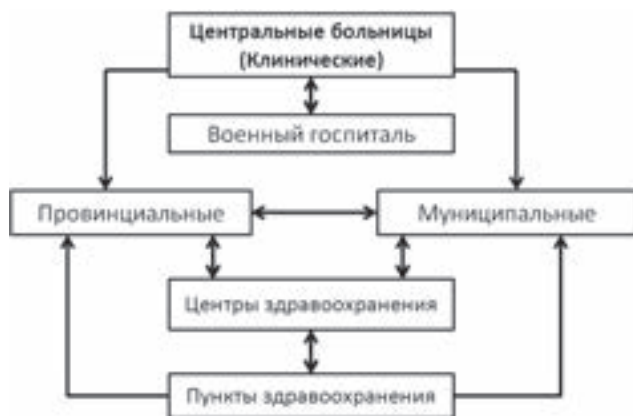 Центральные больницы
(Клинические)
Военный госпиталь
Провинциальные
Муниципальные
Центры здравоохранения
Пункты здравоохранения